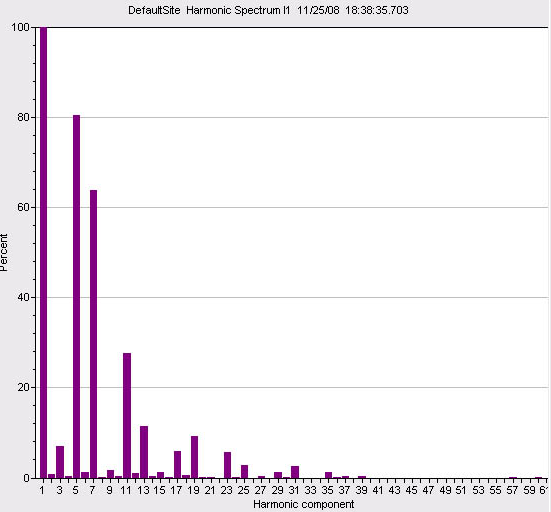 DefaultSite Harmonic Spectrum I1 11/25/08 18:38:35.703
100
80
60
40
20
0
Percent
1 3 5 7 9 11 13 15 17 19 21 23 25 27 29 31 33 35 37 39 41 43 45 47 49 51 53 55 57 59 61
Harmonic component